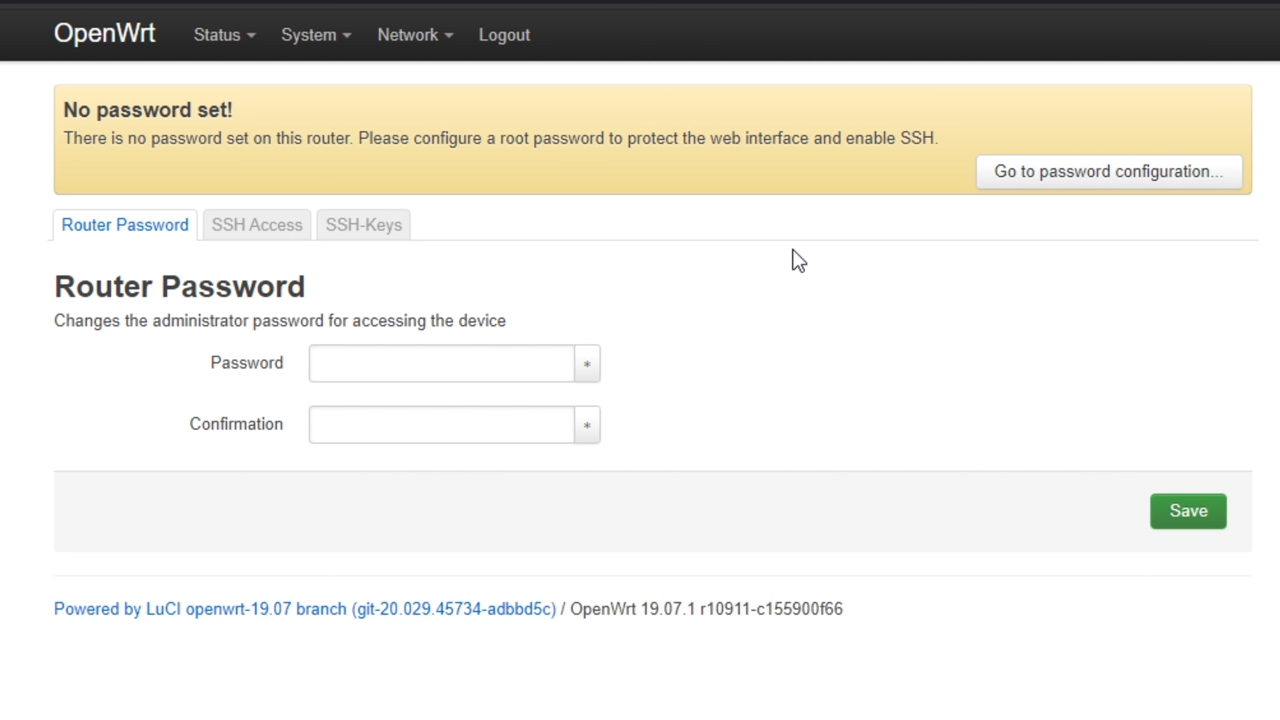 OpenWrt Status System Network Logout
No password set!
There is no password set on this router. Please configure a root password to protect the web interface and enable SSH.
Go to password configuration...
Router Password SSH Access SSH-Keys
Router Password
Changes the administrator password for accessing the device
Password *
Confirmation *
Save
Powered by LuCI openwrt-19.07 branch (git-20.029.45734-adbbd5c) / OpenWrt 19.07.1 r10911-c155900f66